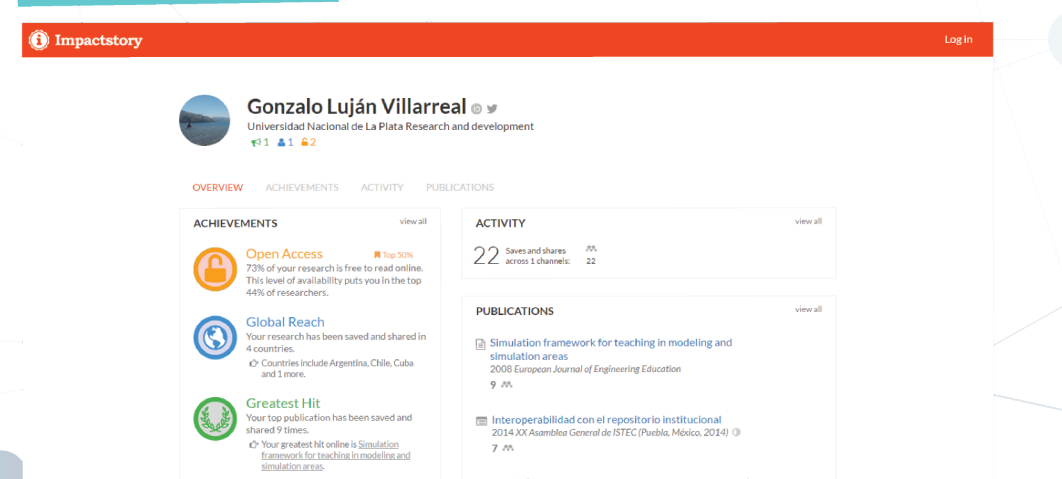 Impactstory
Log in
Gonzalo Luján Villarreal
Universidad Nacional de La Plata Research and development
1 1 2
OVERVIEW ACHIEVEMENTS ACTIVITY PUBLICATIONS
ACHIEVEMENTS view all
Open Access Top 50%
73% of your research is free to read online.
This level of availability puts you in the top
44% of researchers.
Global Reach
Your research has been saved and shared in
4 countries.
Countries include Argentina, Chile, Cuba
and 1 more.
Greatest Hit
Your top publication has been saved and
shared 9 times.
Your greatest hit online is Simulation
framework for teaching in modeling and
simulation areas.
ACTIVITY view all
22 Saves and shares
across 1 channels:
22
PUBLICATIONS view all
Simulation framework for teaching in modeling and
simulation areas
2008 European Journal of Engineering Education
9
Interoperabilidad con el repositorio institucional
2014 XX Asamblea General de ISTEC (Puebla, México, 2014)
7